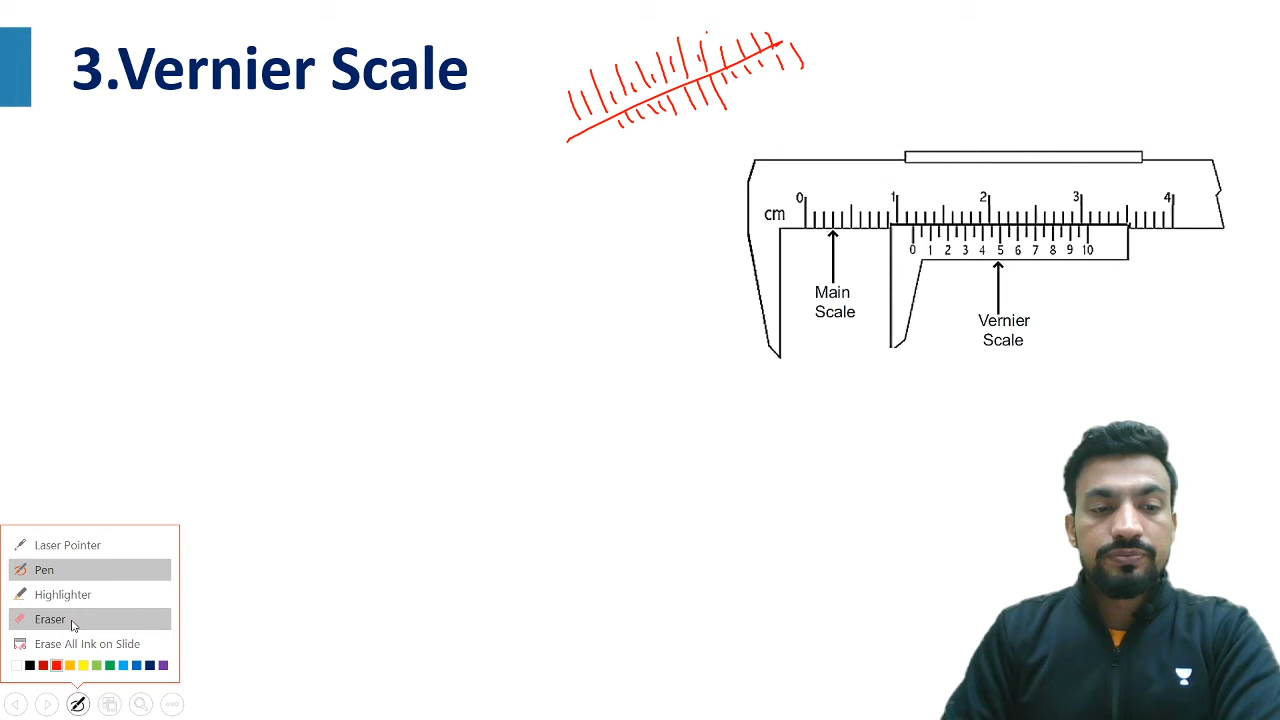 3.Vernier Scale
0 1 2 3 4
cm
0 1 2 3 4 5 6 7 8 9 10
Main
Scale
Vernier
Scale
Laser Pointer
Pen
Highlighter
Eraser
Erase All Ink on Slide